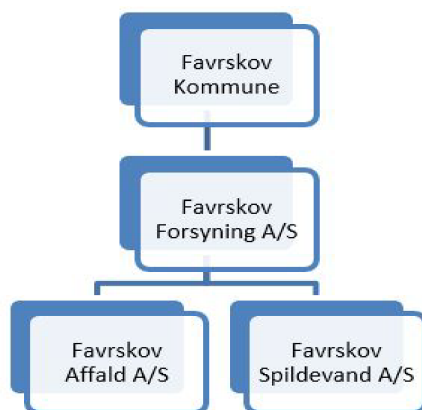 Favrskov
Kommune
Favrskov
Forsyning A/S
Favrskov
Affald A/S
Favrskov
Spildevand A/S